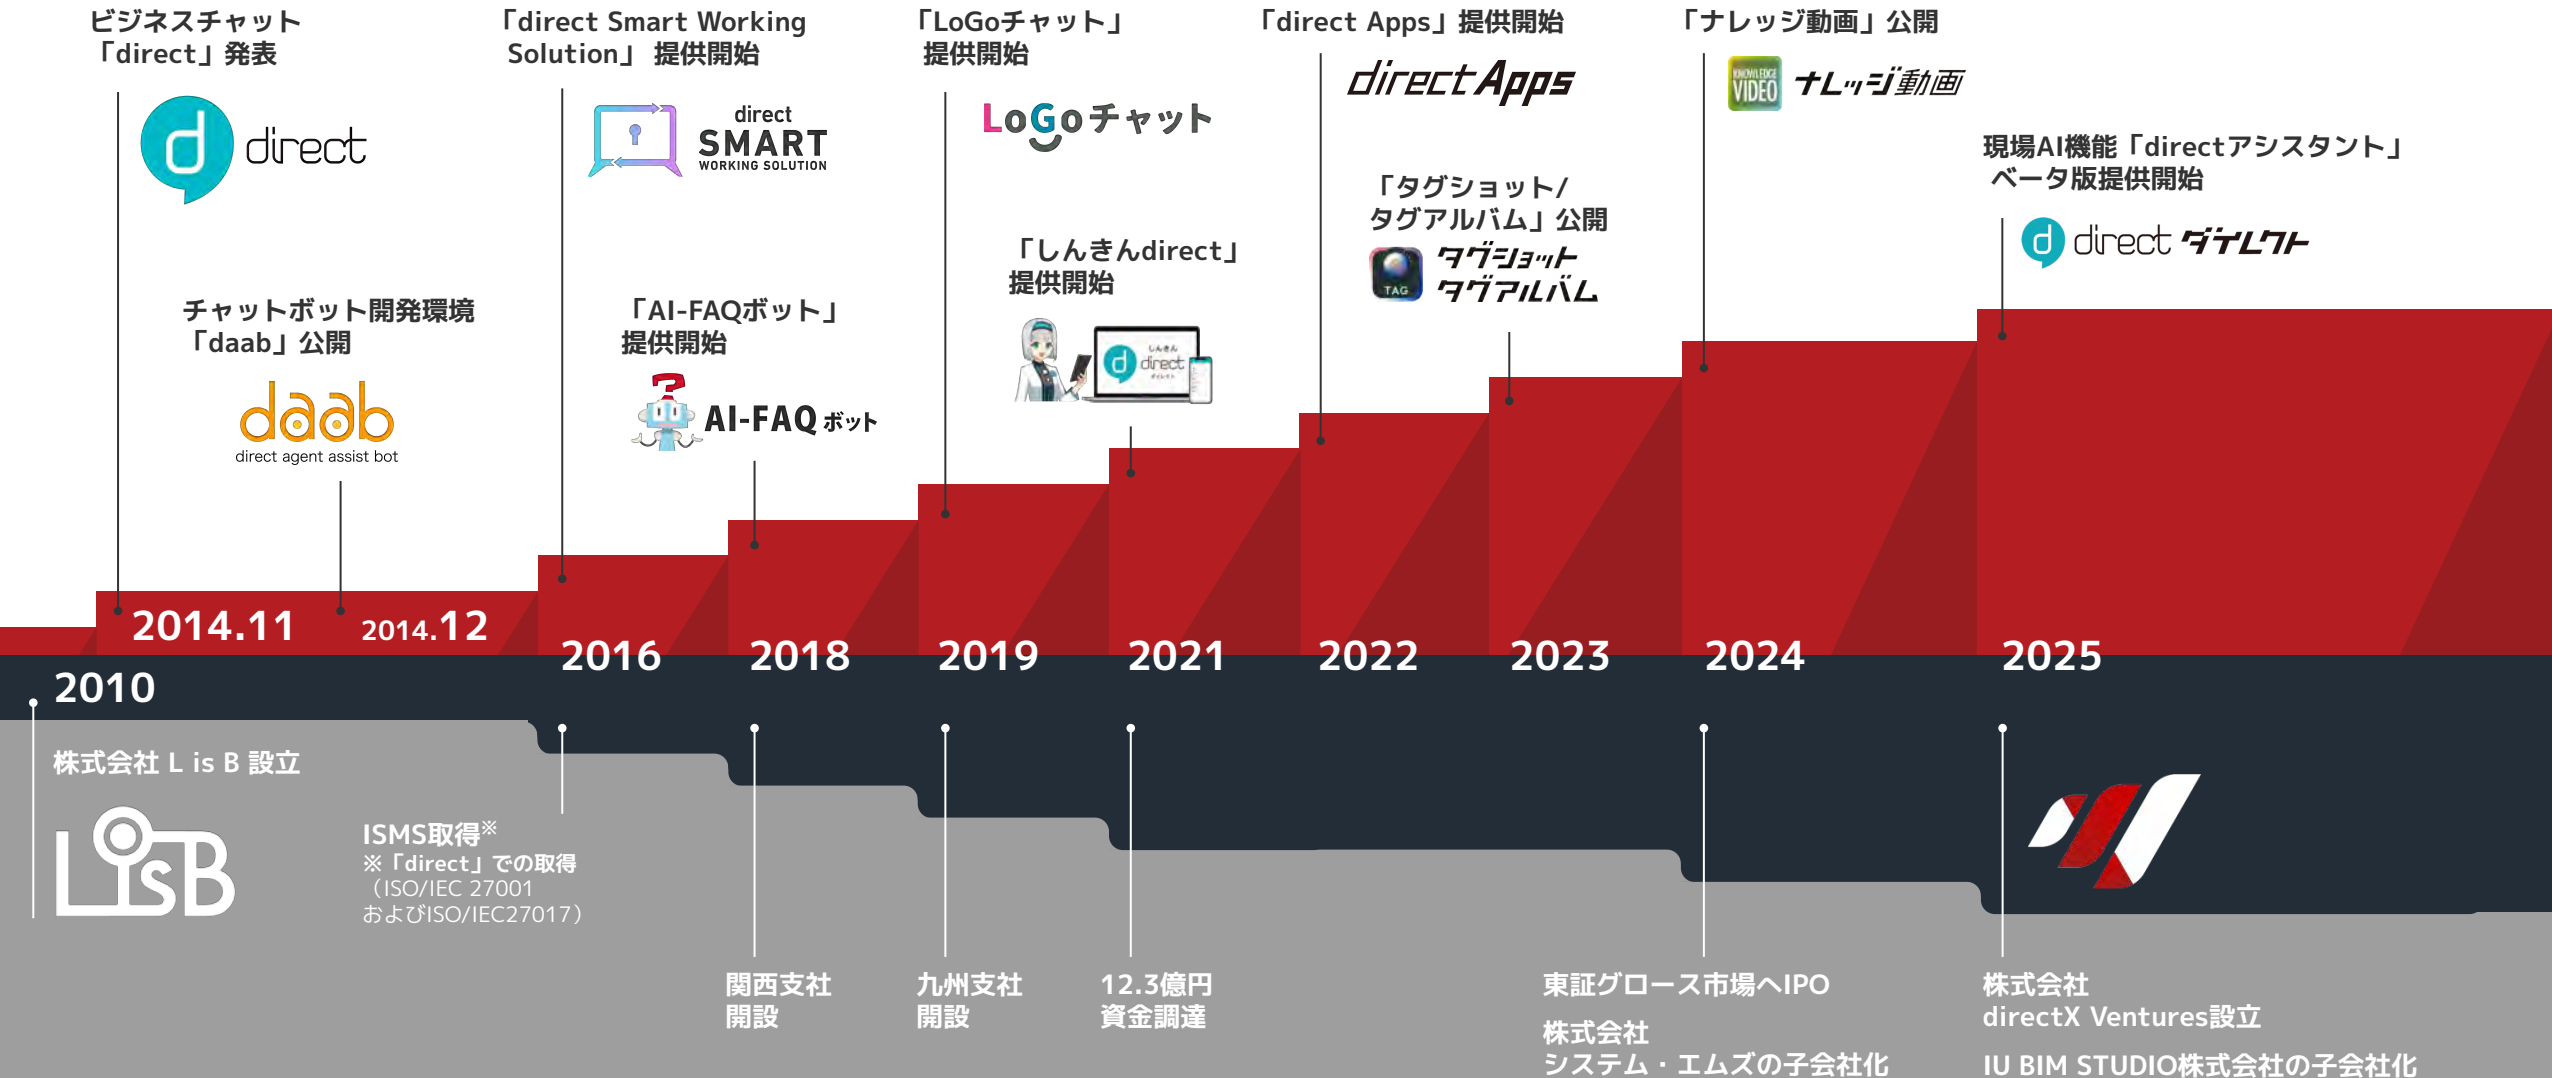 ビジネスチャット
「direct」発表
direct
チャットボット開発環境
「daab」公開
daab
direct agent assist bot
「direct Smart Working
Solution」 提供開始
direct
SMART
WORKING SOLUTION
「AI-FAQボット」
提供開始
?
AI-FAQ ボット
「LoGoチャット」
提供開始
LoGoチャット
「しんきんdirect」
提供開始
しんきん
direct
ダイレクト
「direct Apps」提供開始
direct Apps
「タグショット/
タグアルバム」公開
TAG
タグショット
タグアルバム
「ナレッジ動画」公開
KNOWLEDGE
VIDEO
ナレッジ動画
現場AI機能「directアシスタント」
ベータ版提供開始
direct ダイレクト
2010
2014.11
2014.12
2016
2018
2019
2021
2022
2023
2024
2025
株式会社 L is B 設立
LisB
ISMS取得※
※「direct」での取得
（ISO/IEC 27001
およびISO/IEC27017）
関西支社
開設
九州支社
開設
12.3億円
資金調達
東証グロース市場へIPO
株式会社
システム・エムズの子会社化
株式会社
directX Ventures設立
IU BIM STUDIO株式会社の子会社化